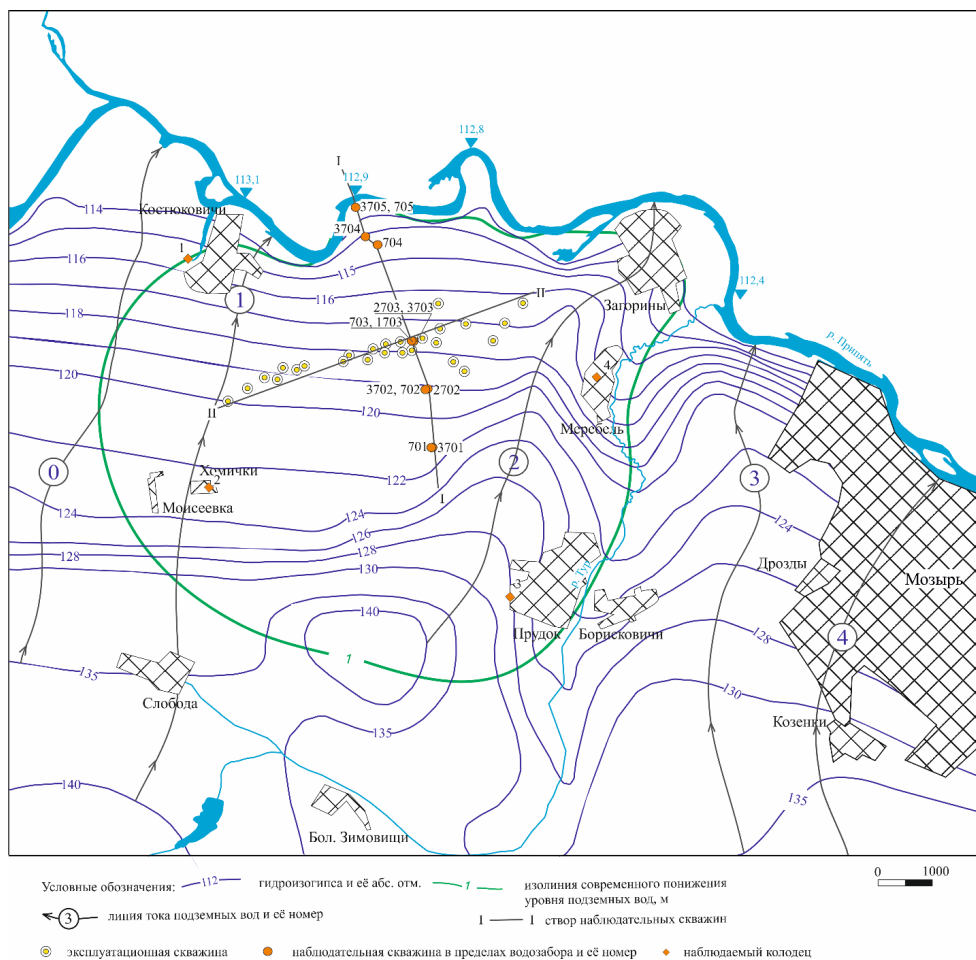 112,8
I
113,1
112,9
Костюковичи
3705, 705
114
3704
704
1
116
115
112,4
116
II
1
2703, 3703
Загорины
118
703, 1703
р. Припять
120
3702, 702
2702
4
120
II
Меребель
701
3701
0
2
3
122
Хомички
2
I
Моисеевка
124
124
126
124
128
128
130
Дрозды
Мозырь
р. Тур
3
140
Прудок
Борисковичи
128
4
1
135
130
Слобода
Козенки
135
140
135
Бол. Зимовищи
0 1000
Условные обозначения: 112 гидроизогипса и её абс. отм. 1 изолиния современного понижения
уровня подземных вод, м
3 линия тока подземных вод и её номер I I створ наблюдательных скважин
эксплуатационная скважина наблюдательная скважина в пределах водозабора и её номер наблюдаемый колодец